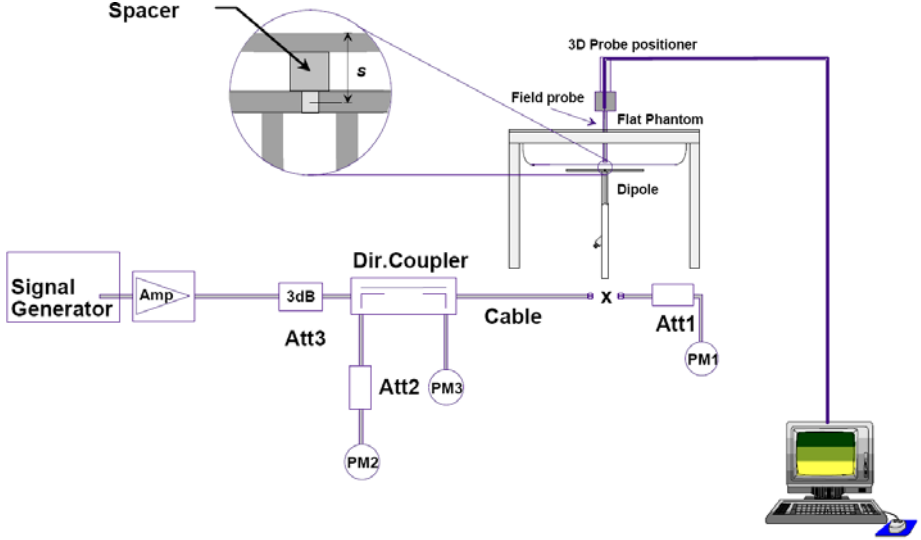 Spacer
s
3D Probe positioner
Field probe
Flat Phantom
Dipole
Dir.Coupler
Signal
Generator
Amp
3dB
Att3
Cable
x
Att1
PM1
Att2
PM3
PM2